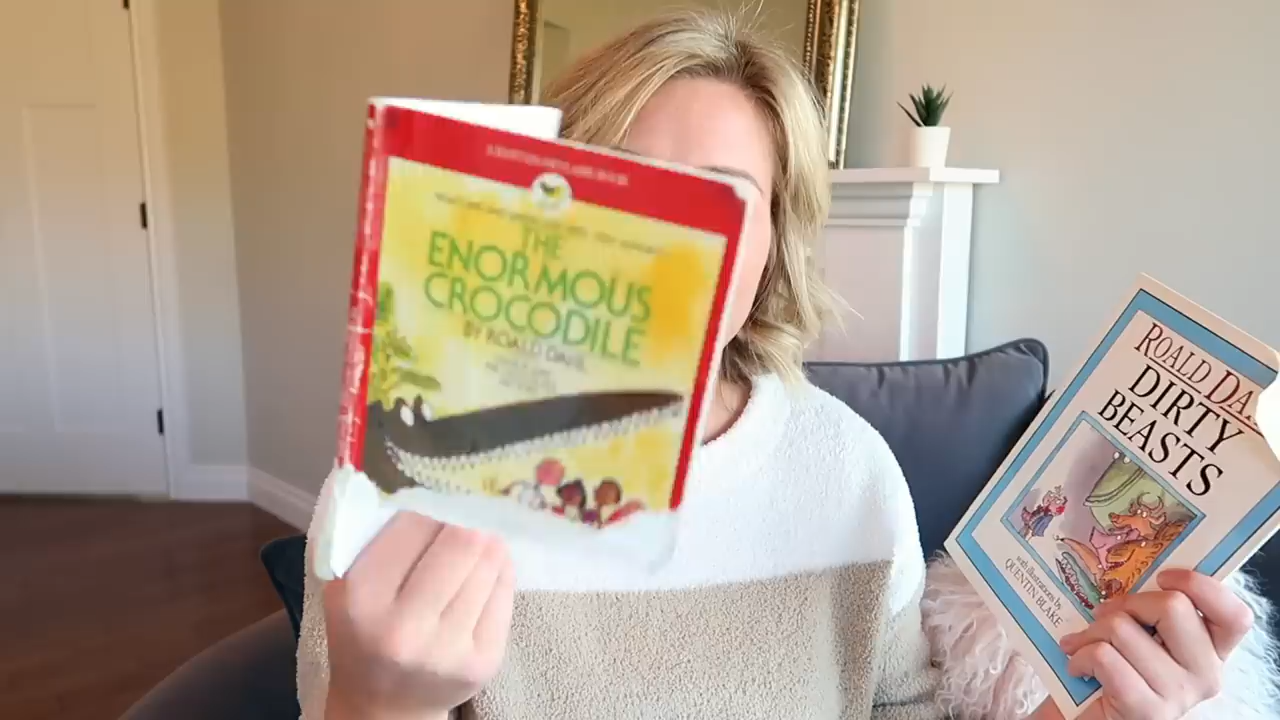 THE
ENORMOUS
CROCODILE
BY ROALD DAHL
ROALD DA
DIRTY
BEASTS
with illustrations by
QUENTIN BLAKE